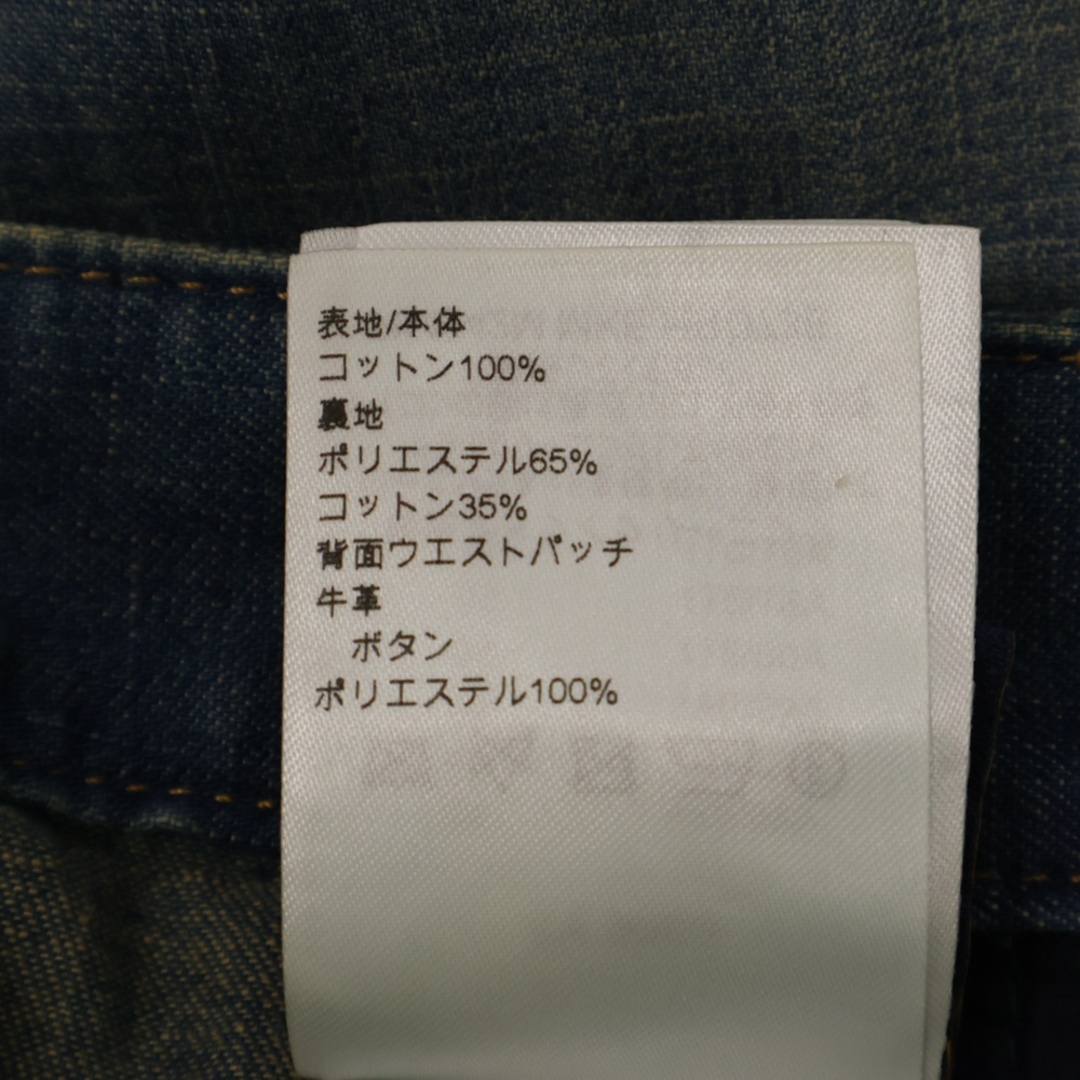 表地/本体
コットン100%
裏地
ポリエステル65%
コットン35%
背面ウエストパッチ
牛革
ボタン
ポリエステル100%